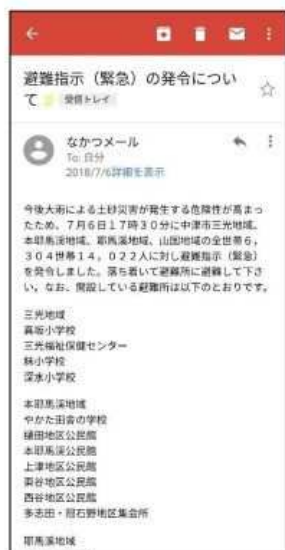 避難指示（緊急）の発令につい
て 受信トレイ
なかつメール
To: 自分
2018/7/6詳細を表示
今後大雨による土砂災害が発生する危険性が高まっ
たため、7月6日17時30分に中津市三光地域、
本耶馬渓地域、耶馬渓地域、山国地域の全世帯6，
304世帯14，022人に対し避難指示（緊急）
を発令しました。落ち着いて避難所に避難して下さ
い。なお、開設している避難所は以下のとおりです。
三光地域
真坂小学校
三光福祉保健センター
秣小学校
深水小学校
本耶馬渓地域
やかた田舎の学校
樋田地区公民館
本耶馬渓公民館
上津地区公民館
東谷地区公民館
西谷地区公民館
多志田・冠石野地区集会所
耶馬渓地域